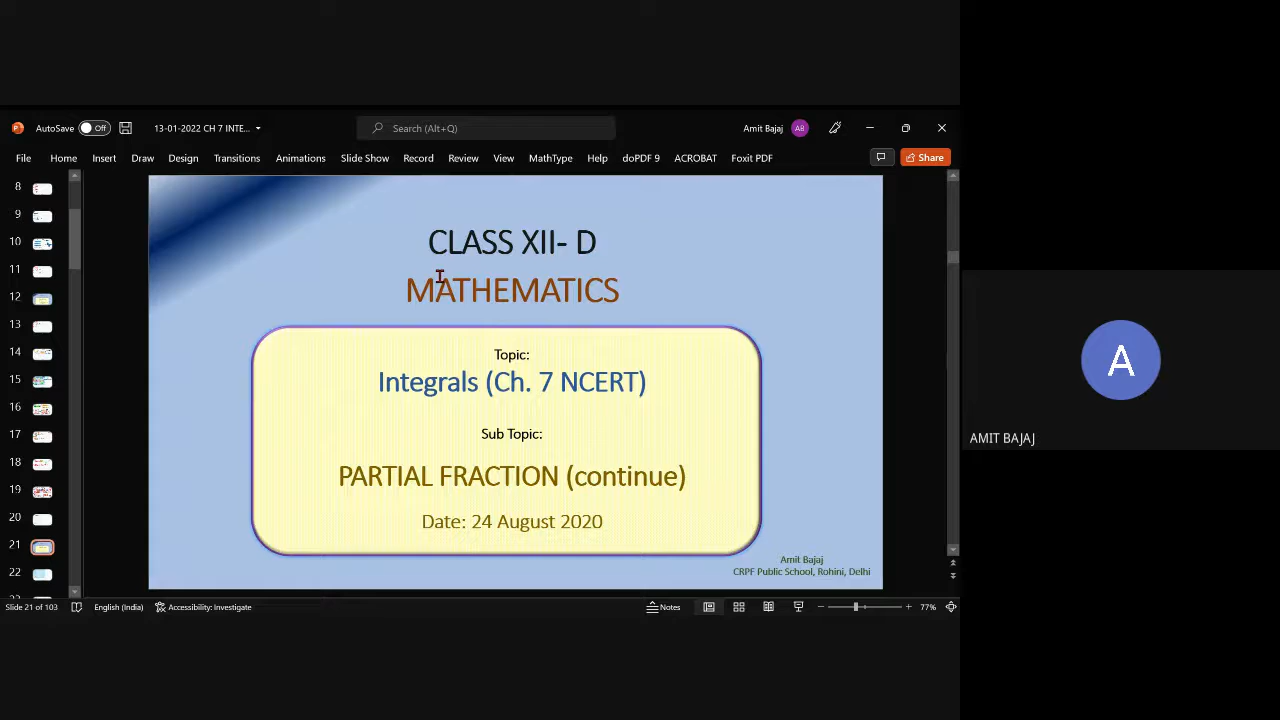 AutoSave Off 13-01-2022 CH 7 INTE... Search (Alt+Q) Amit Bajaj AB
File Home Insert Draw Design Transitions Animations Slide Show Record Review View MathType Help doPDF 9 ACROBAT Foxit PDF Share
8
9
10
11
12
13
14
15
16
17
18
19
20
21
22
CLASS XII- D
MATHEMATICS
Topic:
Integrals (Ch. 7 NCERT)
Sub Topic:
PARTIAL FRACTION (continue)
Date: 24 August 2020
Amit Bajaj
CRPF Public School, Rohini, Delhi
Slide 21 of 103 English (India) Accessibility: Investigate Notes 77%
A
AMIT BAJAJ